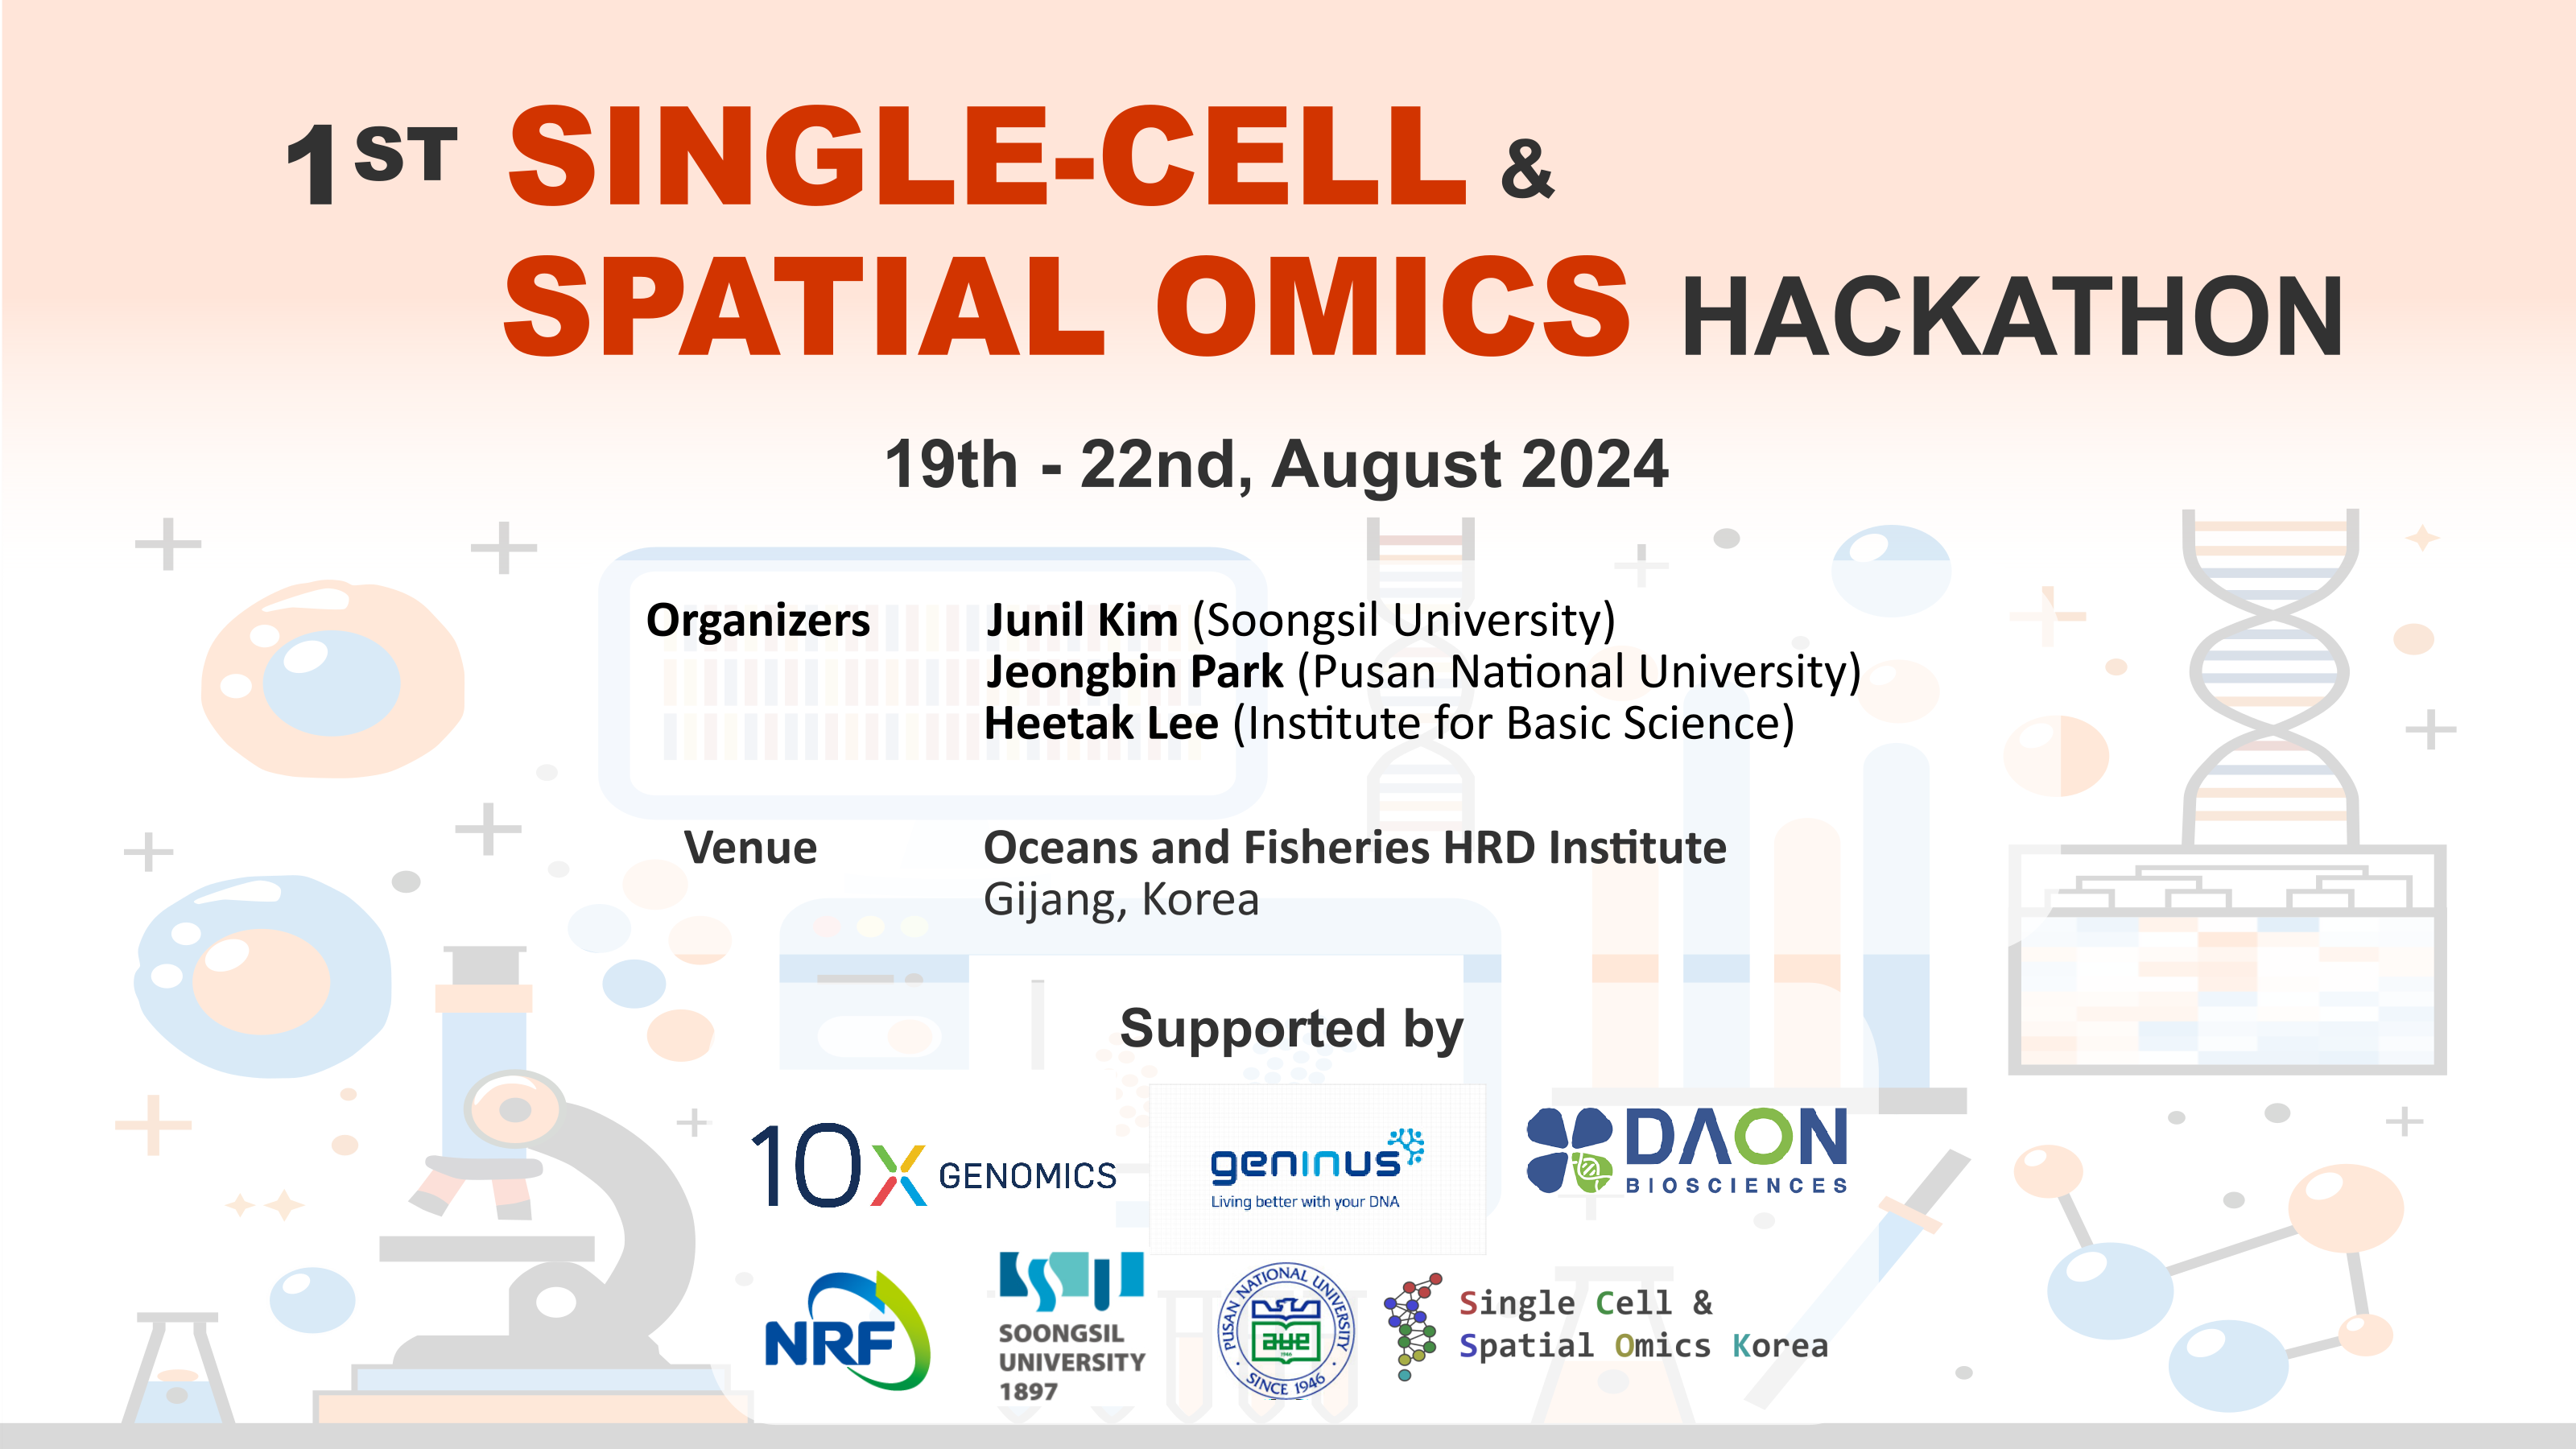 1ST SINGLE-CELL &
SPATIAL OMICS HACKATHON
19th - 22nd, August 2024
Organizers Junil Kim (Soongsil University)
Jeongbin Park (Pusan National University)
Heetak Lee (Institute for Basic Science)
Venue Oceans and Fisheries HRD Institute
Gijang, Korea
Supported by
10x GENOMICS
geninus
Living better with your DNA
DAON
BIOSCIENCES
NRF
SOONGSIL
UNIVERSITY
1897
PUSAN NATIONAL UNIVERSITY
1946
SINCE 1946
Single Cell &
Spatial Omics Korea